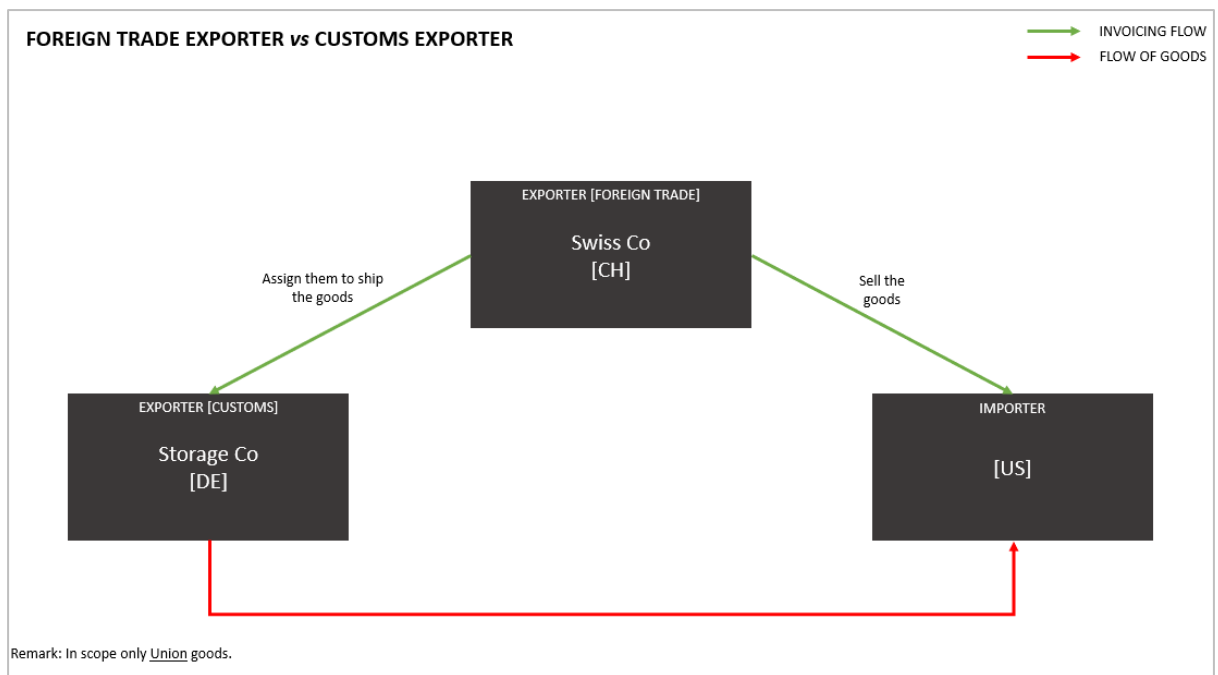 FOREIGN TRADE EXPORTER vs CUSTOMS EXPORTER
INVOICING FLOW
FLOW OF GOODS
EXPORTER [FOREIGN TRADE]
Swiss Co
[CH]
Assign them to ship
the goods
Sell the
goods
EXPORTER [CUSTOMS]
Storage Co
[DE]
IMPORTER
[US]
Remark: In scope only Union goods.